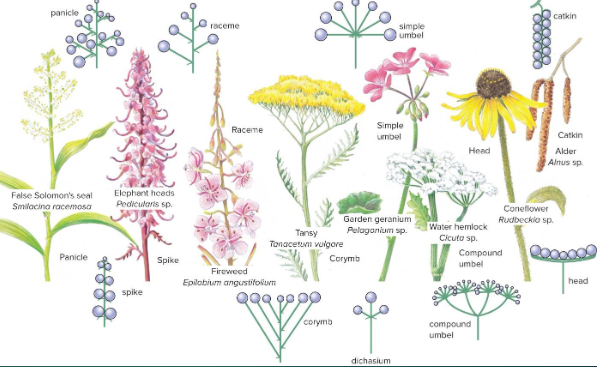 panicle
raceme
simple
umbel
catkin
Raceme
Simple
umbel
Head
Catkin
Alder
Alnus sp.
False Solomon's seal
Smilacina racemosa
Elephant heads
Pedicularis sp.
Garden geranium
Pelagonium sp.
Coneflower
Rudbeckia sp.
Tansy
Tanacetum vulgare
Water hemlock
Cicuta sp.
Panicle
Spike
Fireweed
Epilobium angustifolium
Corymb
Compound
umbel
spike
head
corymb
compound
umbel
dichasium